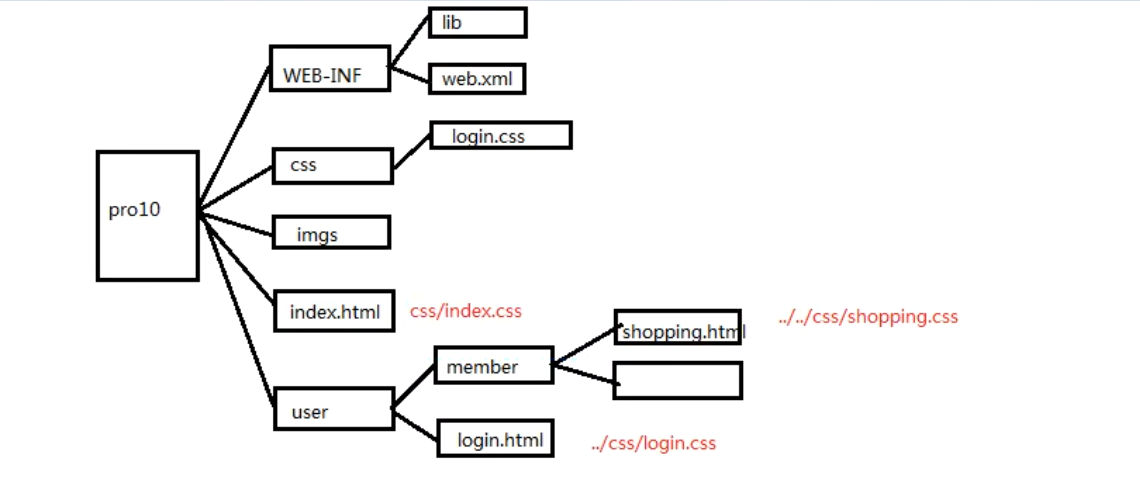 lib
WEB-INF
web.xml
login.css
css
pro10
imgs
index.html
css/index.css
shopping.html
../../css/shopping.css
member
user
login.html
../css/login.css